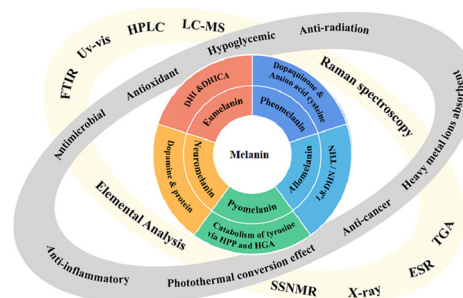 FTIR
Uv-vis
HPLC
LC-MS
Raman spectroscopy
Antimicrobial
Antioxidant
Hypoglycemic
Anti-radiation
Heavy metal ions absorbent
DHI &DHICA
Eumelanin
Dopaquinone &
Amino acid cysteine
Pheomelanin
Melanin
Dopamine & protein
Neuromelanin
Allomelanin
1,8-DHN / THN
Pyomelanin
Catabolism of tyrosine
via HPP and HGA
Elemental Analysis
Anti-inflammatory
Photothermal conversion effect
Anti-cancer
SSNMR
X-ray
ESR
TGA